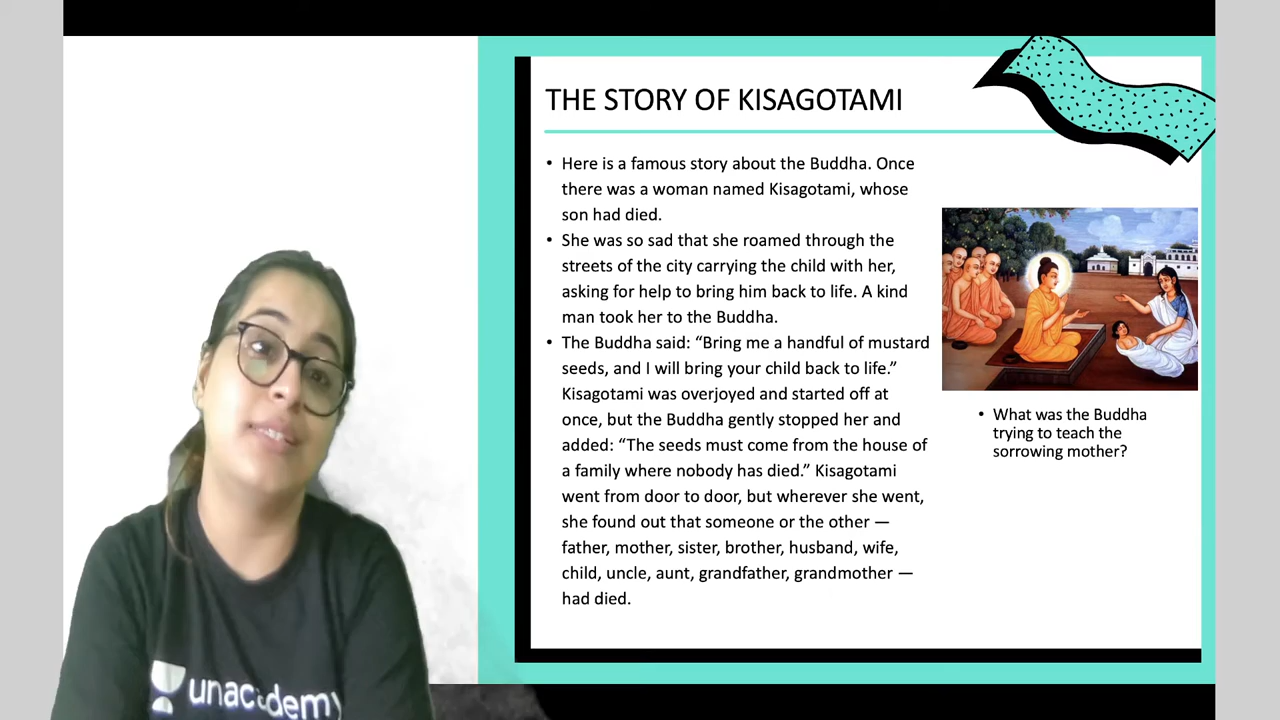 THE STORY OF KISAGOTAMI
• Here is a famous story about the Buddha. Once
there was a woman named Kisagotami, whose
son had died.
• She was so sad that she roamed through the
streets of the city carrying the child with her,
asking for help to bring him back to life. A kind
man took her to the Buddha.
• The Buddha said: “Bring me a handful of mustard
seeds, and I will bring your child back to life.”
Kisagotami was overjoyed and started off at
once, but the Buddha gently stopped her and
added: “The seeds must come from the house of
a family where nobody has died.” Kisagotami
went from door to door, but wherever she went,
she found out that someone or the other —
father, mother, sister, brother, husband, wife,
child, uncle, aunt, grandfather, grandmother —
had died.
• What was the Buddha
trying to teach the
sorrowing mother?
unacademy